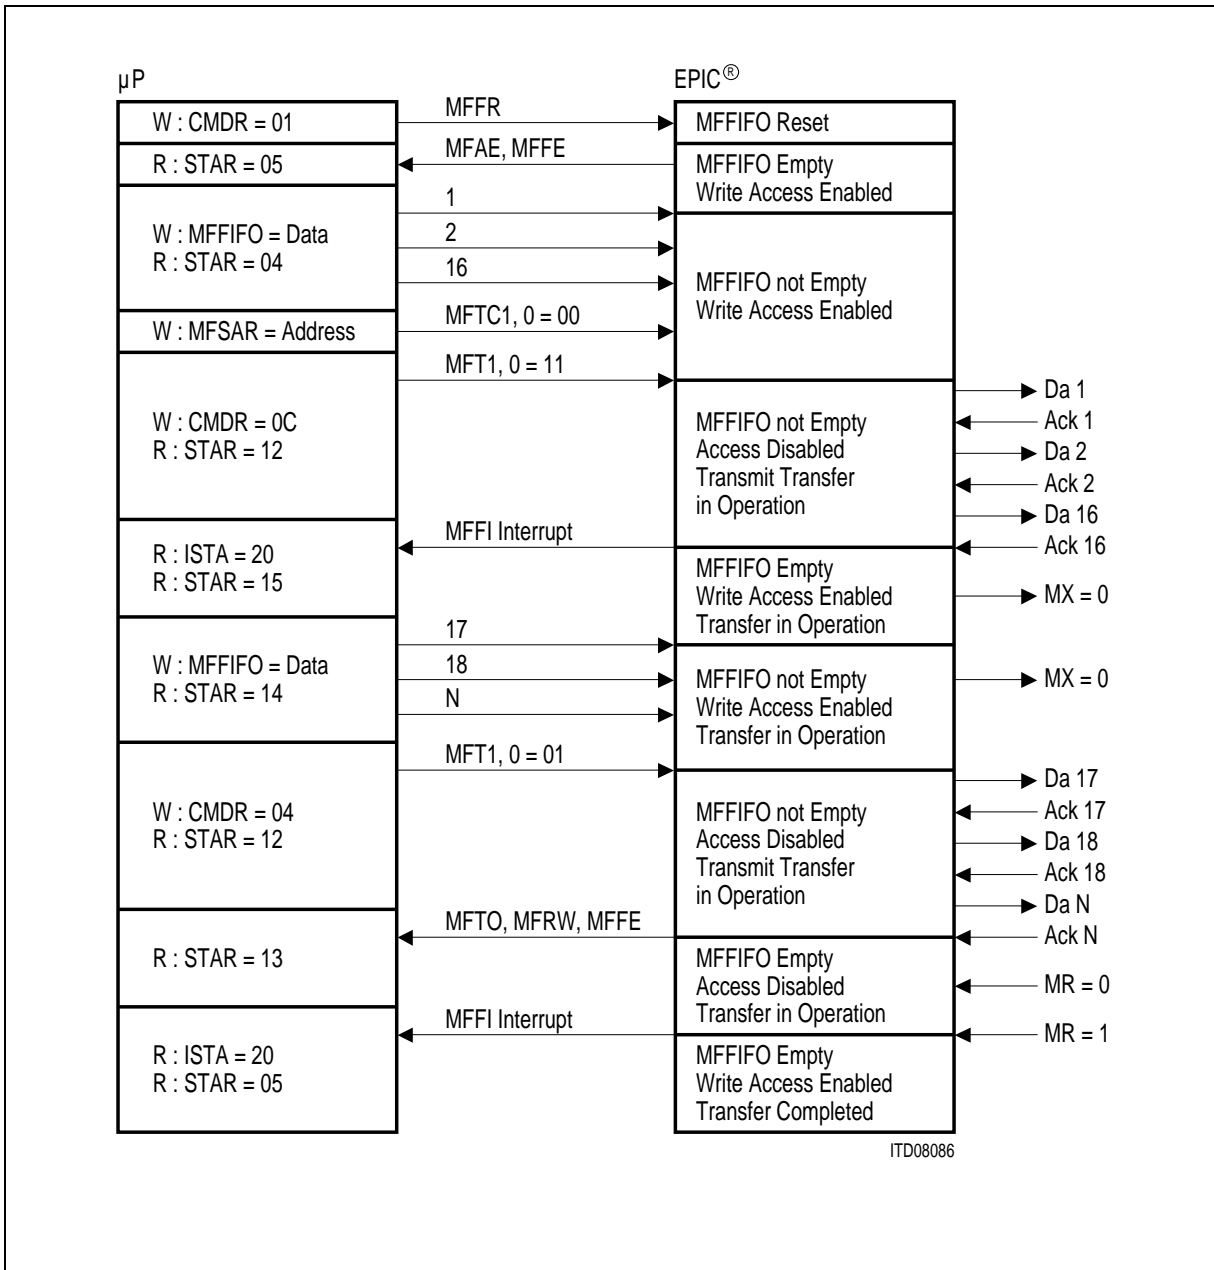 µP
EPIC®
W : CMDR = 01
MFFR
MFFIFO Reset
R : STAR = 05
MFAE, MFFE
MFFIFO Empty
Write Access Enabled
W : MFFIFO = Data
R : STAR = 04
1
2
16
MFFIFO not Empty
Write Access Enabled
W : MFSAR = Address
MFTC1, 0 = 00
MFT1, 0 = 11
W : CMDR = 0C
R : STAR = 12
MFFIFO not Empty
Access Disabled
Transmit Transfer
in Operation
Da 1
Ack 1
Da 2
Ack 2
Da 16
Ack 16
MFFI Interrupt
R : ISTA = 20
R : STAR = 15
MFFIFO Empty
Write Access Enabled
Transfer in Operation
MX = 0
W : MFFIFO = Data
R : STAR = 14
17
18
N
MFFIFO not Empty
Write Access Enabled
Transfer in Operation
MX = 0
MFT1, 0 = 01
W : CMDR = 04
R : STAR = 12
MFFIFO not Empty
Access Disabled
Transmit Transfer
in Operation
Da 17
Ack 17
Da 18
Ack 18
Da N
Ack N
MFTO, MFRW, MFFE
R : STAR = 13
MFFIFO Empty
Access Disabled
Transfer in Operation
MR = 0
MR = 1
MFFI Interrupt
R : ISTA = 20
R : STAR = 05
MFFIFO Empty
Write Access Enabled
Transfer Completed
ITD08086